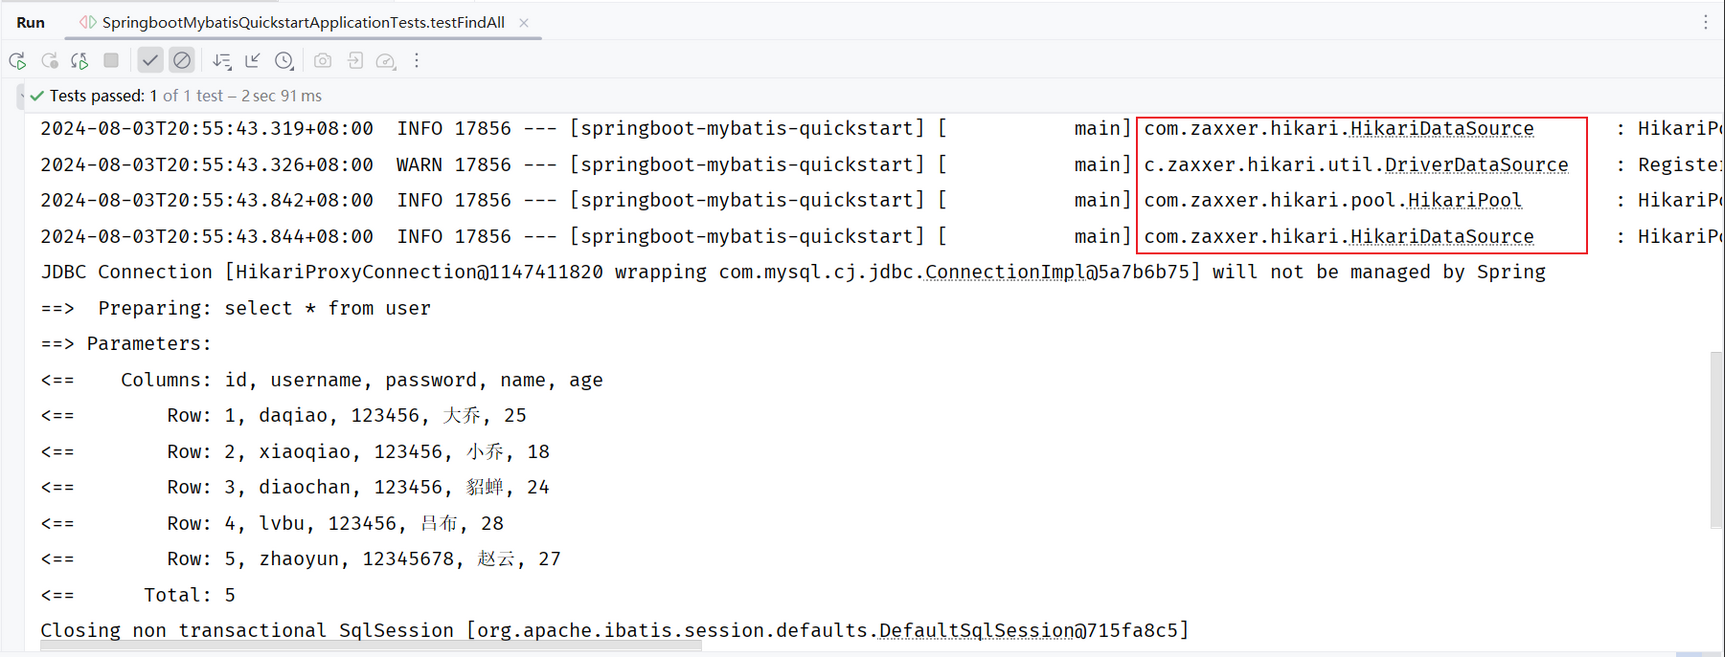 Run SpringbootMybatisQuickstartApplicationTests.testFindAll
Tests passed: 1 of 1 test – 2 sec 91 ms
2024-08-03T20:55:43.319+08:00  INFO 17856 --- [springboot-mybatis-quickstart] [           main] com.zaxxer.hikari.HikariDataSource       : HikariPo
2024-08-03T20:55:43.326+08:00  WARN 17856 --- [springboot-mybatis-quickstart] [           main] c.zaxxer.hikari.util.DriverDataSource    : Registe
2024-08-03T20:55:43.842+08:00  INFO 17856 --- [springboot-mybatis-quickstart] [           main] com.zaxxer.hikari.pool.HikariPool        : HikariPo
2024-08-03T20:55:43.844+08:00  INFO 17856 --- [springboot-mybatis-quickstart] [           main] com.zaxxer.hikari.HikariDataSource       : HikariPo
JDBC Connection [HikariProxyConnection@1147411820 wrapping com.mysql.cj.jdbc.ConnectionImpl@5a7b6b75] will not be managed by Spring
==>  Preparing: select * from user
==> Parameters:
<==    Columns: id, username, password, name, age
<==        Row: 1, daqiao, 123456, 大乔, 25
<==        Row: 2, xiaoqiao, 123456, 小乔, 18
<==        Row: 3, diaochan, 123456, 貂蝉, 24
<==        Row: 4, lvbu, 123456, 吕布, 28
<==        Row: 5, zhaoyun, 12345678, 赵云, 27
<==      Total: 5
Closing non transactional SqlSession [org.apache.ibatis.session.defaults.DefaultSqlSession@715fa8c5]